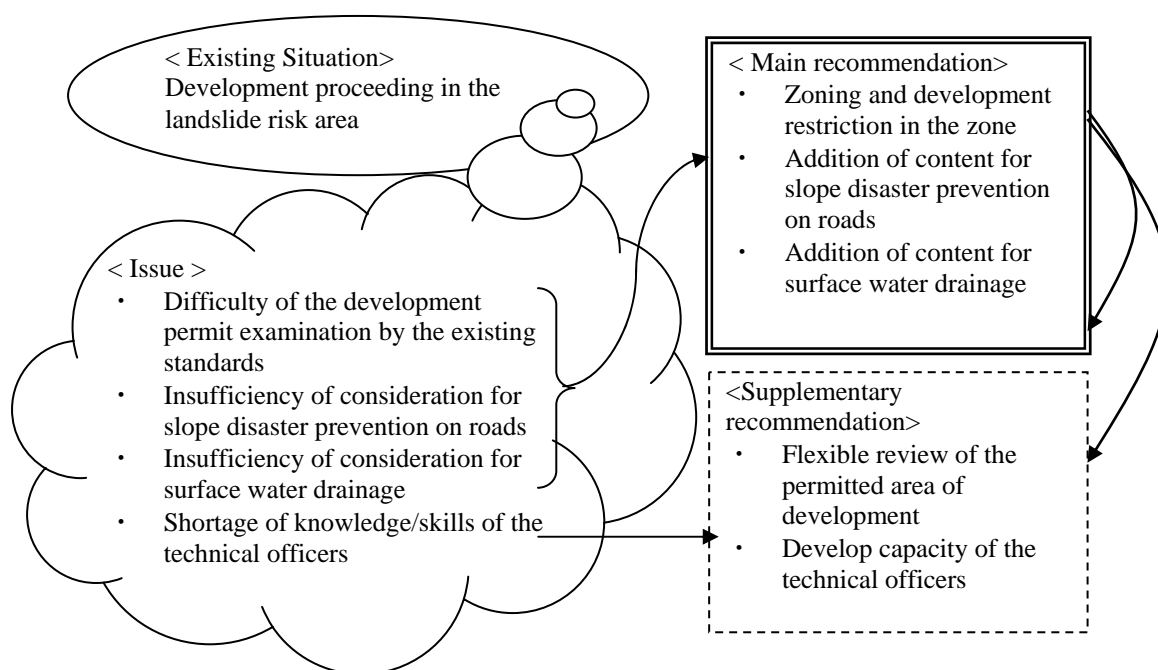 < Existing Situation>
Development proceeding in the
landslide risk area
< Issue >
・ Difficulty of the development
permit examination by the existing
standards
・ Insufficiency of consideration for
slope disaster prevention on roads
・ Insufficiency of consideration for
surface water drainage
・ Shortage of knowledge/skills of the
technical officers
< Main recommendation>
・ Zoning and development
restriction in the zone
・ Addition of content for
slope disaster prevention
on roads
・ Addition of content for
surface water drainage
<Supplementary
recommendation>
・ Flexible review of the
permitted area of
development
・ Develop capacity of the
technical officers